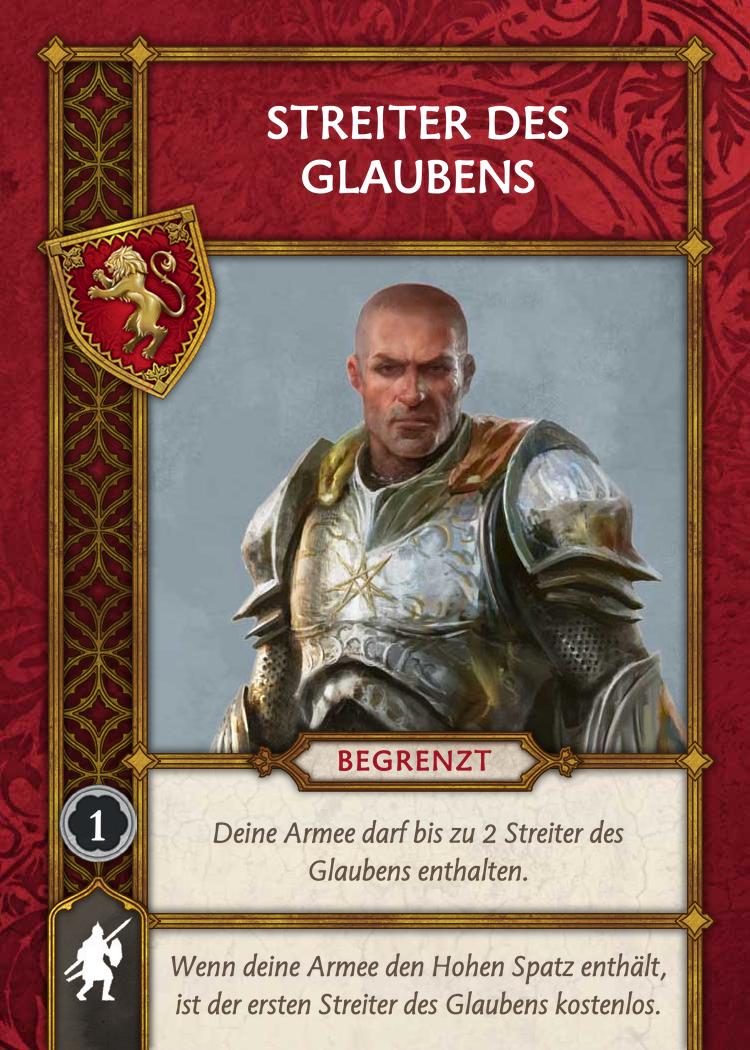 STREITER DES
GLAUBENS
BEGRENZT
1
Deine Armee darf bis zu 2 Streiter des
Glaubens enthalten.
Wenn deine Armee den Hohen Spatz enthält,
ist der ersten Streiter des Glaubens kostenlos.